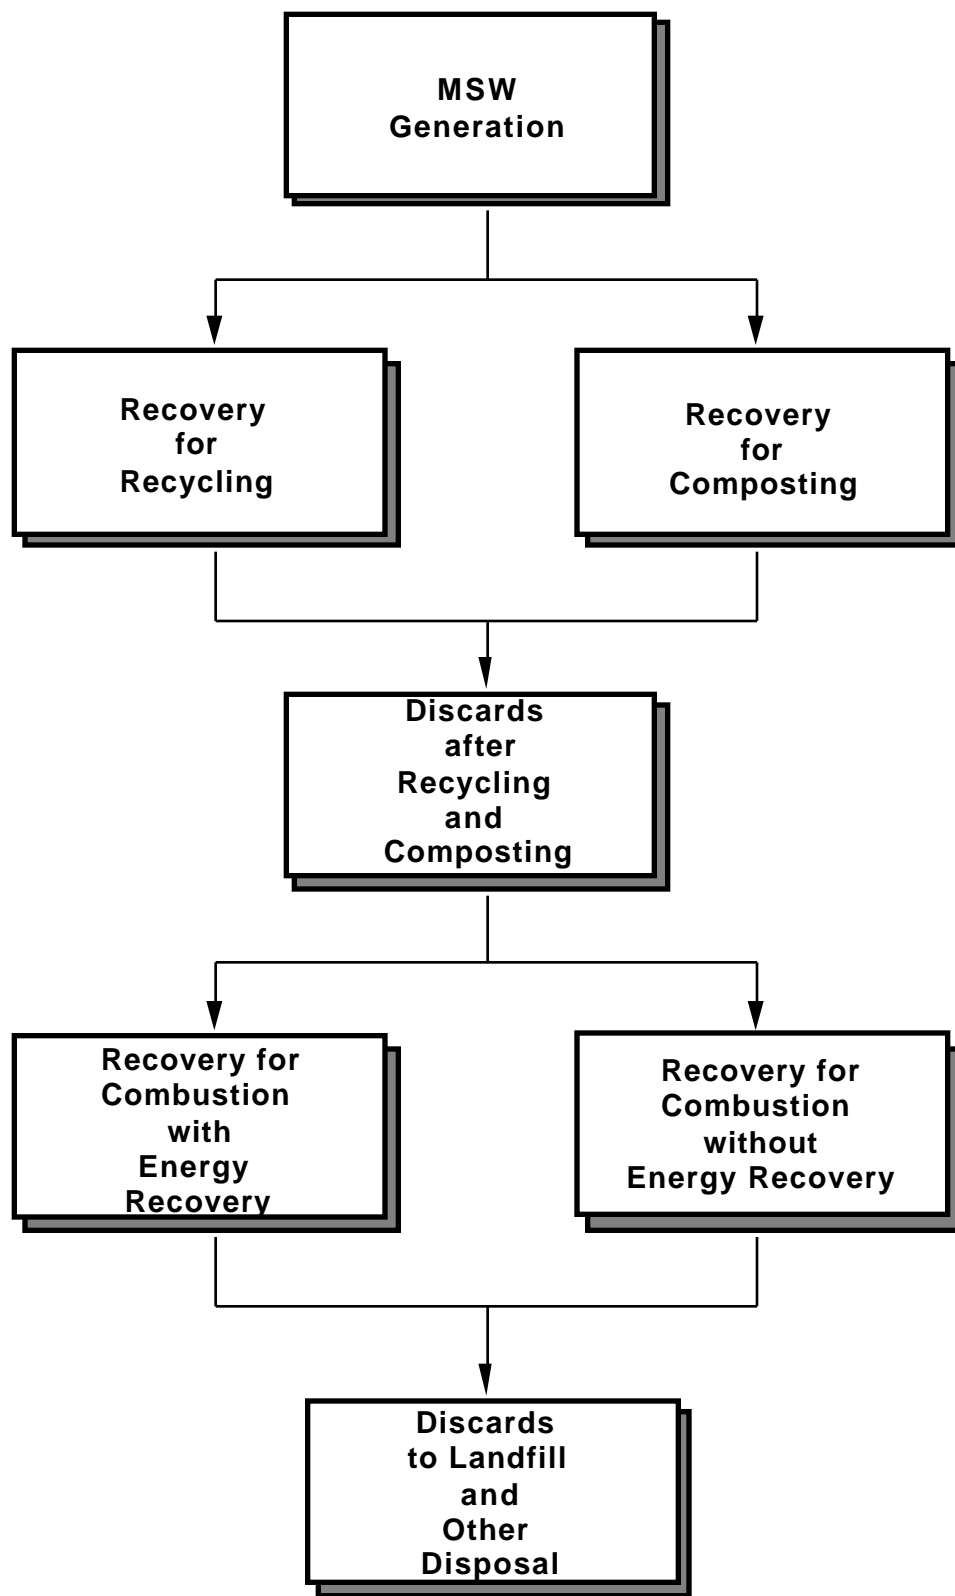 MSW
Generation
Recovery
for
Recycling
Recovery
for
Composting
Discards
after
Recycling
and
Composting
Recovery for
Combustion
with
Energy
Recovery
Recovery for
Combustion
without
Energy Recovery
Discards
to Landfill
and
Other
Disposal